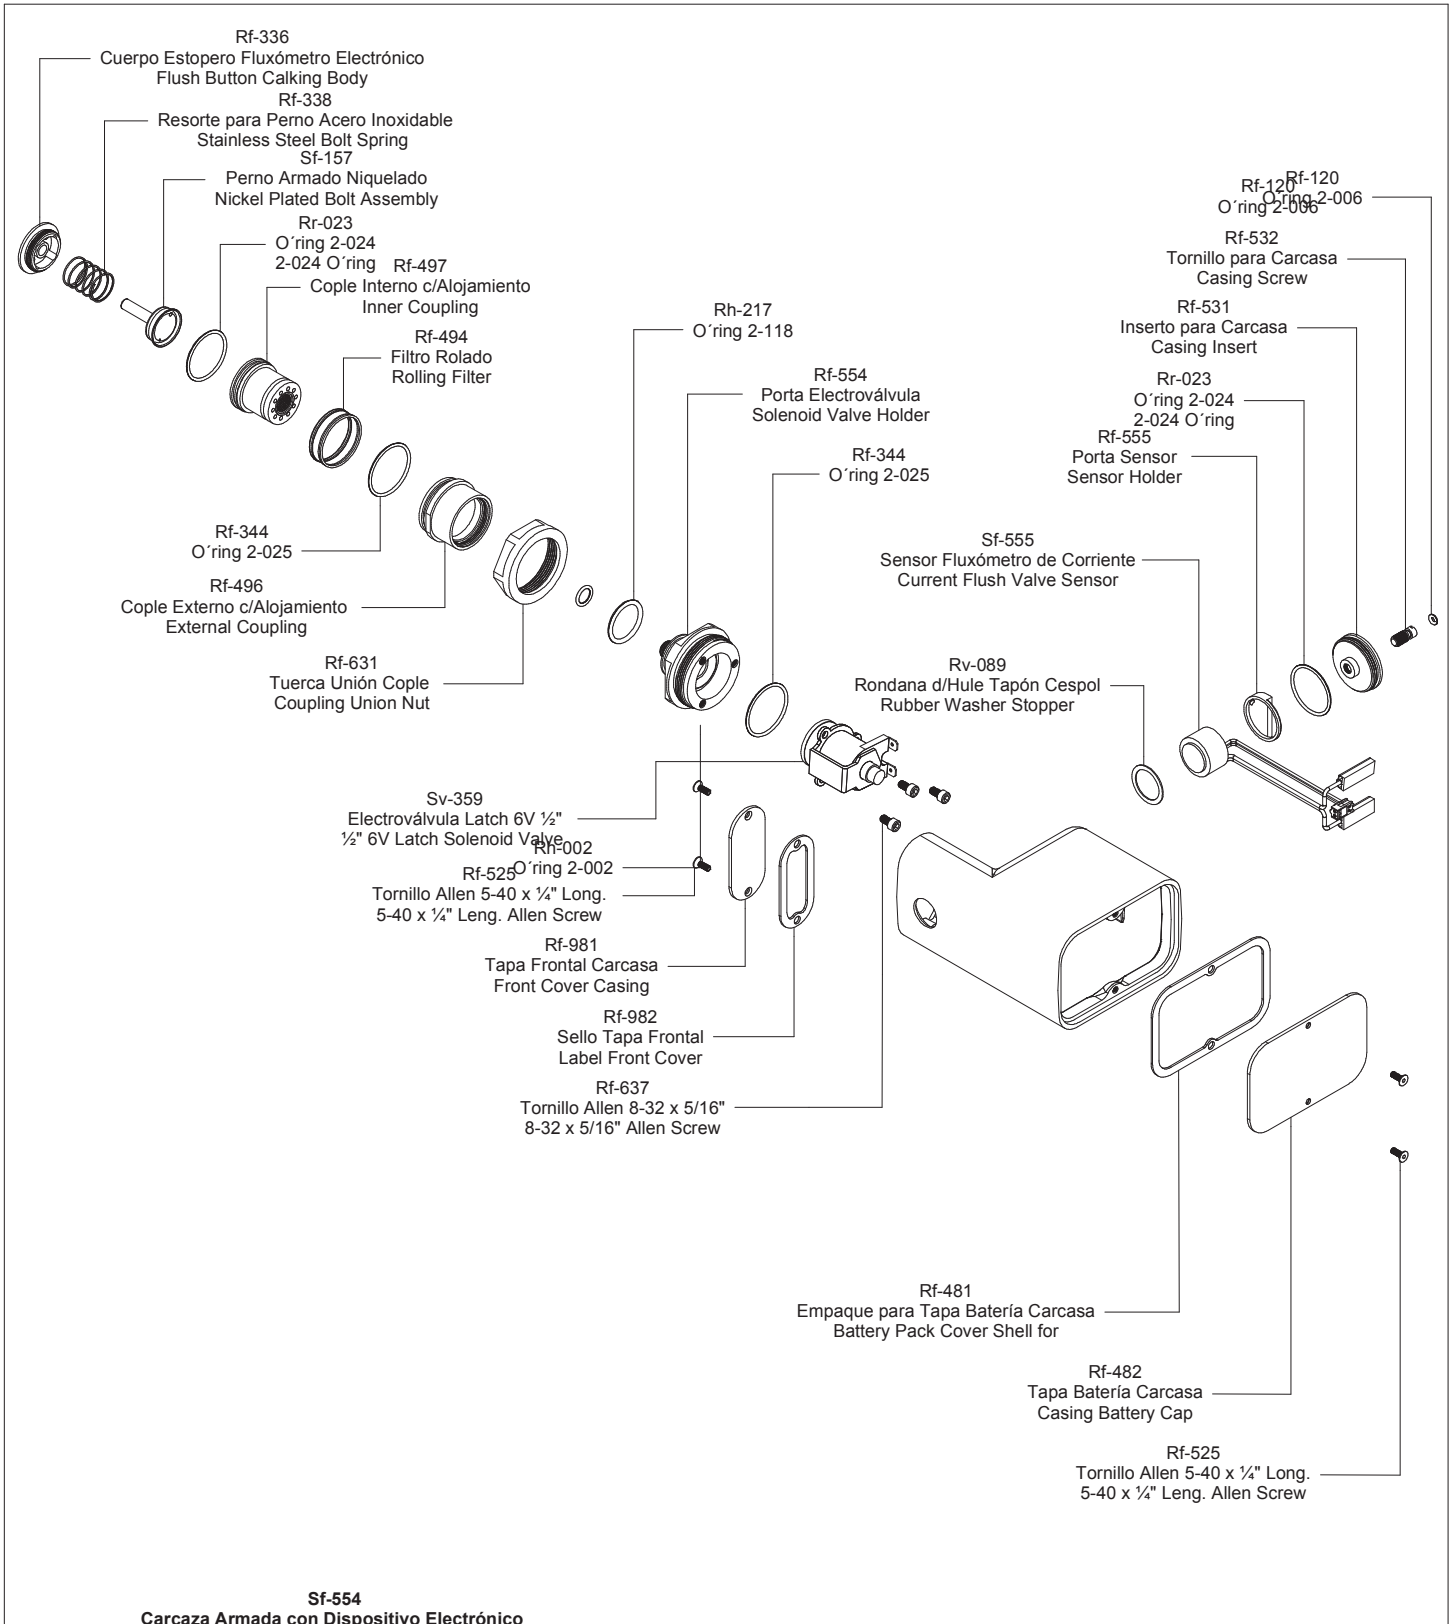 Rf-336
Cuerpo Estopero Fluxómetro Electrónico
Flush Button Calking Body
Rf-338
Resorte para Perno Acero Inoxidable
Stainless Steel Bolt Spring
Sf-157
Perno Armado Niquelado
Nickel Plated Bolt Assembly
Rr-023
O´ring 2-024
2-024 O´ring
Rf-497
Cople Interno c/Alojamiento
Inner Coupling
Rf-494
Filtro Rolado
Rolling Filter
Rh-217
O´ring 2-118
Rf-554
Porta Electroválvula
Solenoid Valve Holder
Rf-344
O´ring 2-025
Rf-120
O´ring 2-006
Rf-120
O´ring 2-006
Rf-532
Tornillo para Carcasa
Casing Screw
Rf-531
Inserto para Carcasa
Casing Insert
Rr-023
O´ring 2-024
2-024 O´ring
Rf-555
Porta Sensor
Sensor Holder
Sf-555
Sensor Fluxómetro de Corriente
Current Flush Valve Sensor
Rv-089
Rondana d/Hule Tapón Cespol
Rubber Washer Stopper
Rf-344
O´ring 2-025
Rf-496
Cople Externo c/Alojamiento
External Coupling
Rf-631
Tuerca Unión Cople
Coupling Union Nut
Sv-359
Electroválvula Latch 6V ½"
½" 6V Latch Solenoid Valve
Rh-002
O´ring 2-002
Rf-525
Tornillo Allen 5-40 x ¼" Long.
5-40 x ¼" Leng. Allen Screw
Rf-981
Tapa Frontal Carcasa
Front Cover Casing
Rf-982
Sello Tapa Frontal
Label Front Cover
Rf-637
Tornillo Allen 8-32 x 5/16"
8-32 x 5/16" Allen Screw
Rf-481
Empaque para Tapa Batería Carcasa
Battery Pack Cover Shell for
Rf-482
Tapa Batería Carcasa
Casing Battery Cap
Rf-525
Tornillo Allen 5-40 x ¼" Long.
5-40 x ¼" Leng. Allen Screw
Sf-554
Carcaza Armada con Dispositivo Electrónico